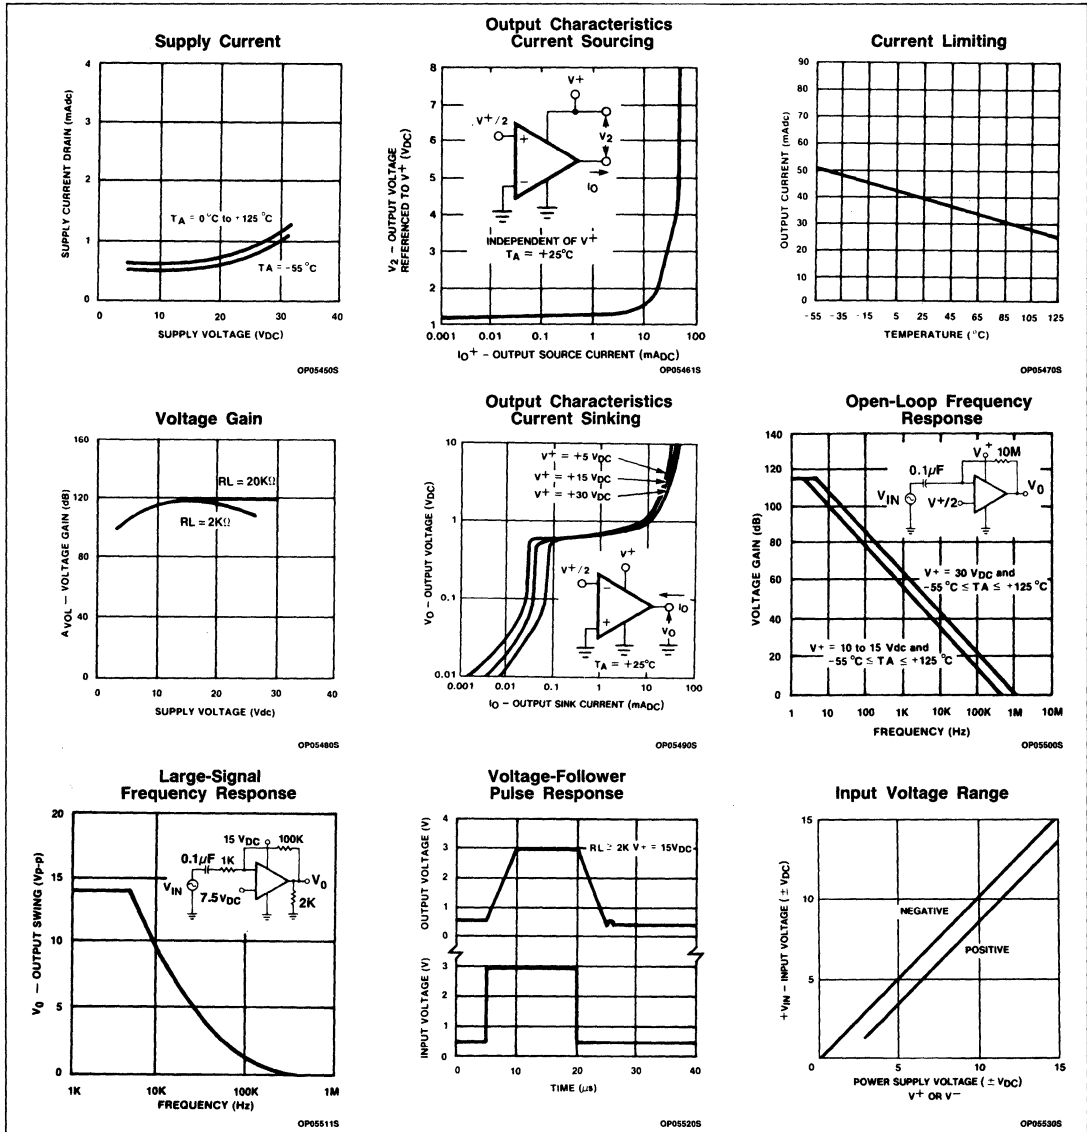 Supply Current
SUPPLY CURRENT DRAIN (mAdc)
4
3
2
1
0
TA = 0°C to +125°C
TA = -55°C
0 10 20 30 40
SUPPLY VOLTAGE (VDC)
OP05450S
Output Characteristics
Current Sourcing
V2 – OUTPUT VOLTAGE
REFERENCED TO V+ (VDC)
8
7
6
5
4
3
2
1
V+
V+/2
+
−
V2
IO
INDEPENDENT OF V+
TA = +25°C
0.001 0.01 0.1 1 10 100
IO+ – OUTPUT SOURCE CURRENT (mADC)
OP05461S
Current Limiting
OUTPUT CURRENT (mAdc)
90
80
70
60
50
40
30
20
10
0
-55 -35 -15 5 25 45 65 85 105 125
TEMPERATURE (°C)
OP05470S
Voltage Gain
AVOL — VOLTAGE GAIN (dB)
160
120
80
40
0
RL = 20KΩ
RL = 2KΩ
0 10 20 30 40
SUPPLY VOLTAGE (Vdc)
OP05480S
Output Characteristics
Current Sinking
VO – OUTPUT VOLTAGE (VDC)
10
1
0.1
0.01
V+ = +5 VDC
V+ = +15 VDC
V+ = +30 VDC
V+
V+/2
−
+
IO
VO
TA = +25°C
0.001 0.01 0.1 1 10 100
IO – OUTPUT SINK CURRENT (mADC)
OP05490S
Open-Loop Frequency
Response
VOLTAGE GAIN (dB)
140
120
100
80
60
40
20
0
V+
10M
0.1µF
VIN
V+/2
V0
V+ = 30 VDC and
-55°C ≤ TA ≤ +125°C
V+ = 10 to 15 Vdc and
-55°C ≤ TA ≤ +125°C
1 10 100 1K 10K 100K 1M 10M
FREQUENCY (Hz)
OP05500S
Large-Signal
Frequency Response
V0 – OUTPUT SWING (Vp-p)
20
15
10
5
0
15 VDC
100K
0.1µF
1K
VIN
7.5VDC
V0
2K
1K 10K 100K 1M
FREQUENCY (Hz)
OP05511S
Voltage-Follower
Pulse Response
OUTPUT VOLTAGE (V)
4
3
2
1
0
RL ≥ 2K V+ = 15VDC
INPUT VOLTAGE (V)
3
2
1
0
0 10 20 30 40
TIME (µs)
OP05520S
Input Voltage Range
+VIN – INPUT VOLTAGE (± VDC)
15
10
5
NEGATIVE
POSITIVE
5 10 15
POWER SUPPLY VOLTAGE (± VDC)
V+ OR V−
OP05530S